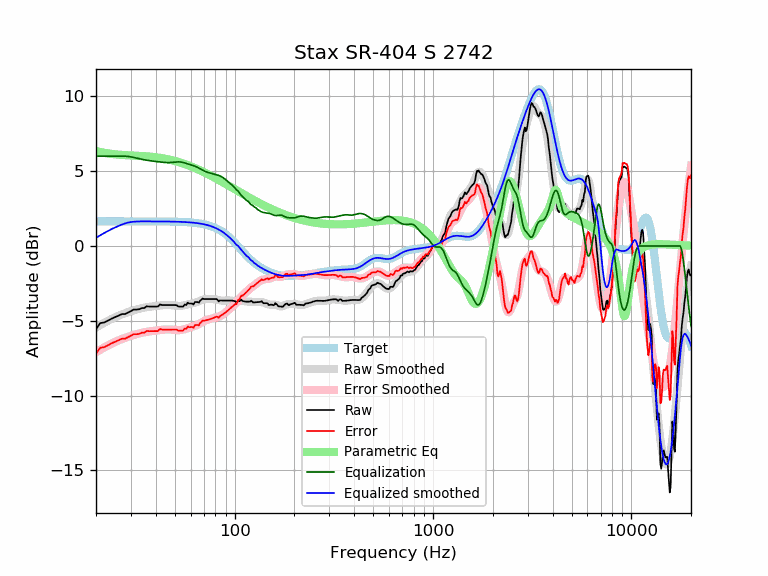 Stax SR-404 S 2742
10
5
0
−5
−10
−15
Amplitude (dBr)
Target
Raw Smoothed
Error Smoothed
Raw
Error
Parametric Eq
Equalization
Equalized smoothed
100
1000
10000
Frequency (Hz)